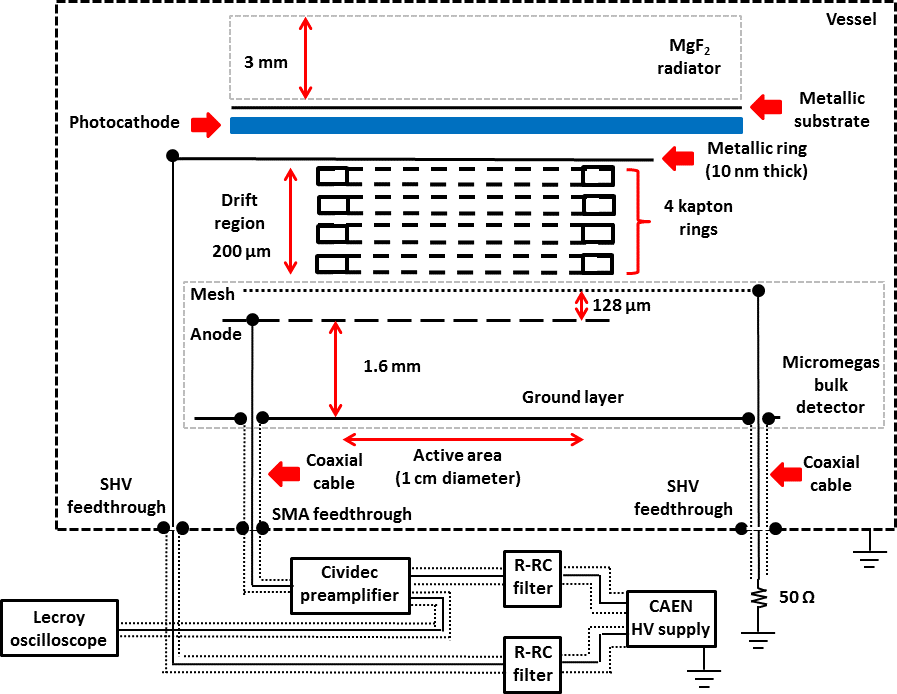 Vessel
3 mm
MgF2
radiator
Photocathode
Metallic
substrate
Metallic ring
(10 nm thick)
Drift
region
200 μm
4 kapton
rings
Mesh
128 μm
Anode
1.6 mm
Micromegas
bulk
detector
Ground layer
Active area
(1 cm diameter)
Coaxial
cable
Coaxial
cable
SHV
feedthrough
SMA feedthrough
SHV
feedthrough
Cividec
preamplifier
R-RC
filter
CAEN
HV supply
50 Ω
Lecroy
oscilloscope
R-RC
filter